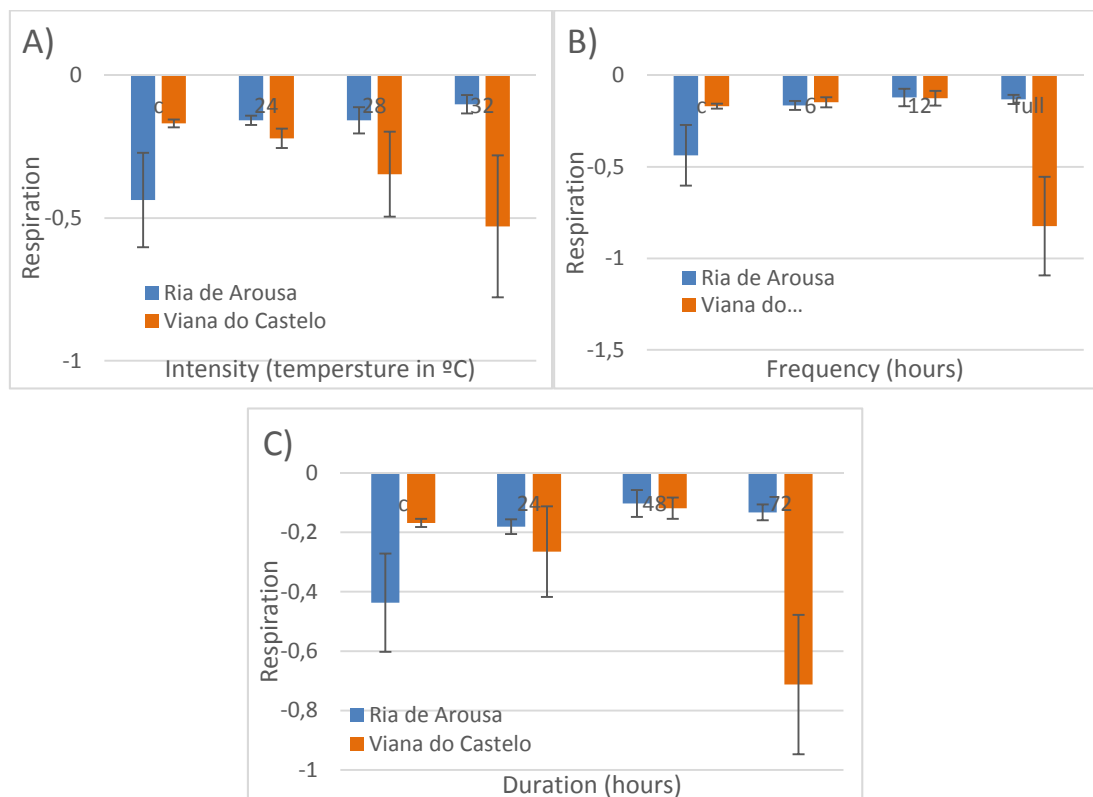 A)
0
-0,5
-1
Respiration
c 24 28 32
Ria de Arousa
Viana do Castelo
Intensity (tempersture in ºC)
B)
0
-0,5
-1
-1,5
Respiration
c 6 12 full
Ria de Arousa
Viana do...
Frequency (hours)
C)
0
-0,2
-0,4
-0,6
-0,8
-1
Respiration
c 24 48 72
Ria de Arousa
Viana do Castelo
Duration (hours)